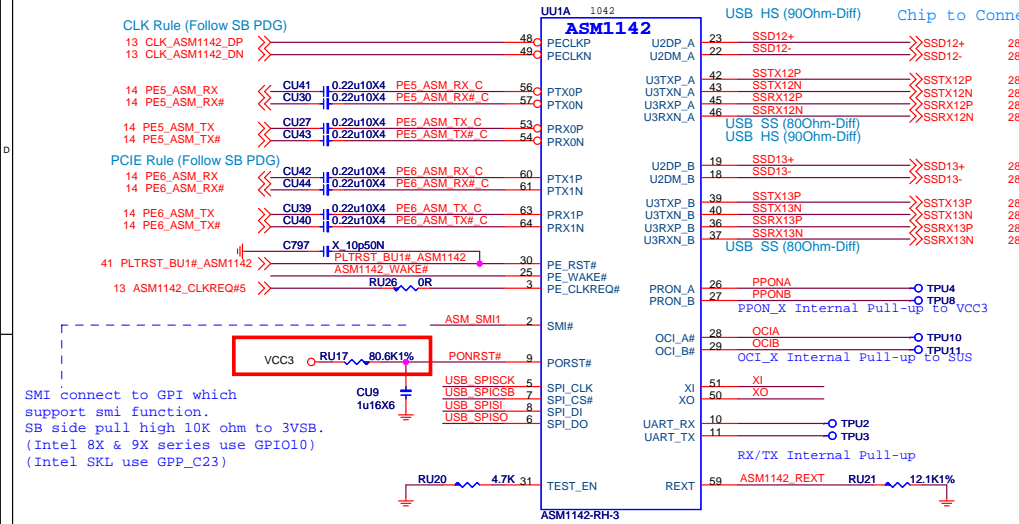 UU1A 1042
ASM1142
CLK Rule (Follow SB PDG)
USB HS (90Ohm-Diff) Chip to Conne
13 CLK_ASM1142_DP 48 PECLKP U2DP_A 23 SSD12+ SSD12+ 28
13 CLK_ASM1142_DN 49 PECLKN U2DM_A 22 SSD12- SSD12- 28
14 PE5_ASM_RX CU41 0.22u10X4 PE5_ASM_RX_C 56 PTX0P U3TXP_A 42 SSTX12P SSTX12P 28
14 PE5_ASM_RX# CU30 0.22u10X4 PE5_ASM_RX#_C 57 PTX0N U3TXN_A 43 SSTX12N SSTX12N 28
U3RXP_A 45 SSRX12P SSRX12P 28
14 PE5_ASM_TX CU27 0.22u10X4 PE5_ASM_TX_C 53 PRX0P U3RXN_A 46 SSRX12N SSRX12N 28
14 PE5_ASM_TX# CU43 0.22u10X4 PE5_ASM_TX#_C 54 PRX0N
USB SS (80Ohm-Diff)
USB HS (90Ohm-Diff)
PCIE Rule (Follow SB PDG)
14 PE6_ASM_RX CU42 0.22u10X4 PE6_ASM_RX_C 60 PTX1P U2DP_B 19 SSD13+ SSD13+ 28
14 PE6_ASM_RX# CU44 0.22u10X4 PE6_ASM_RX#_C 61 PTX1N U2DM_B 18 SSD13- SSD13- 28
14 PE6_ASM_TX CU39 0.22u10X4 PE6_ASM_TX_C 63 PRX1P U3TXP_B 39 SSTX13P SSTX13P 28
14 PE6_ASM_TX# CU40 0.22u10X4 PE6_ASM_TX#_C 64 PRX1N U3TXN_B 40 SSTX13N SSTX13N 28
U3RXP_B 36 SSRX13P SSRX13P 28
U3RXN_B 37 SSRX13N SSRX13N 28
USB SS (80Ohm-Diff)
D
C797 X_10p50N
41 PLTRST_BU1#_ASM1142 PLTRST_BU1#_ASM1142 30 PE_RST#
ASM1142_WAKE# 25 PE_WAKE#
13 ASM1142_CLKREQ#5 RU26 0R 3 PE_CLKREQ#
PRON_A 26 PPONA TPU4
PRON_B 27 PPONB TPU8
PPON_X Internal Pull-up to VCC3
ASM_SMI1 2 SMI#
OCI_A# 28 OCIA TPU10
OCI_B# 29 OCIB TPU11
OCI_X Internal Pull-up to SUS
VCC3 RU17 80.6K1% PONRST# 9 PORST#
CU9
1u16X6
USB_SPISCK 5 SPI_CLK XI 51 XI
USB_SPICSB 7 SPI_CS# XO 50 XO
USB_SPISI 8 SPI_DI
USB_SPISO 6 SPI_DO
UART_RX 10 TPU2
UART_TX 11 TPU3
RX/TX Internal Pull-up
SMI connect to GPI which
support smi function.
SB side pull high 10K ohm to 3VSB.
(Intel 8X & 9X series use GPIO10)
(Intel SKL use GPP_C23)
RU20 4.7K 31 TEST_EN REXT 59 ASM1142_REXT RU21 12.1K1%
ASM1142-RH-3